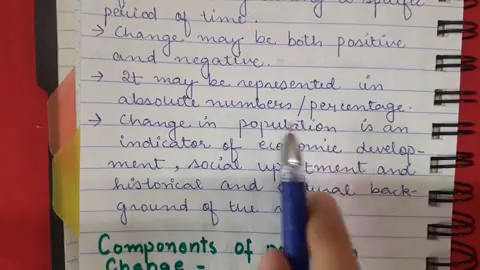 specific
period of time.
→ Change may be both positive
and negative.
→ It may be represented in
absolute numbers/percentage.
→ Change in population is an
indicator of economic develop-
ment, social up ment and
historical and back-
ground of the
Components of
Change -